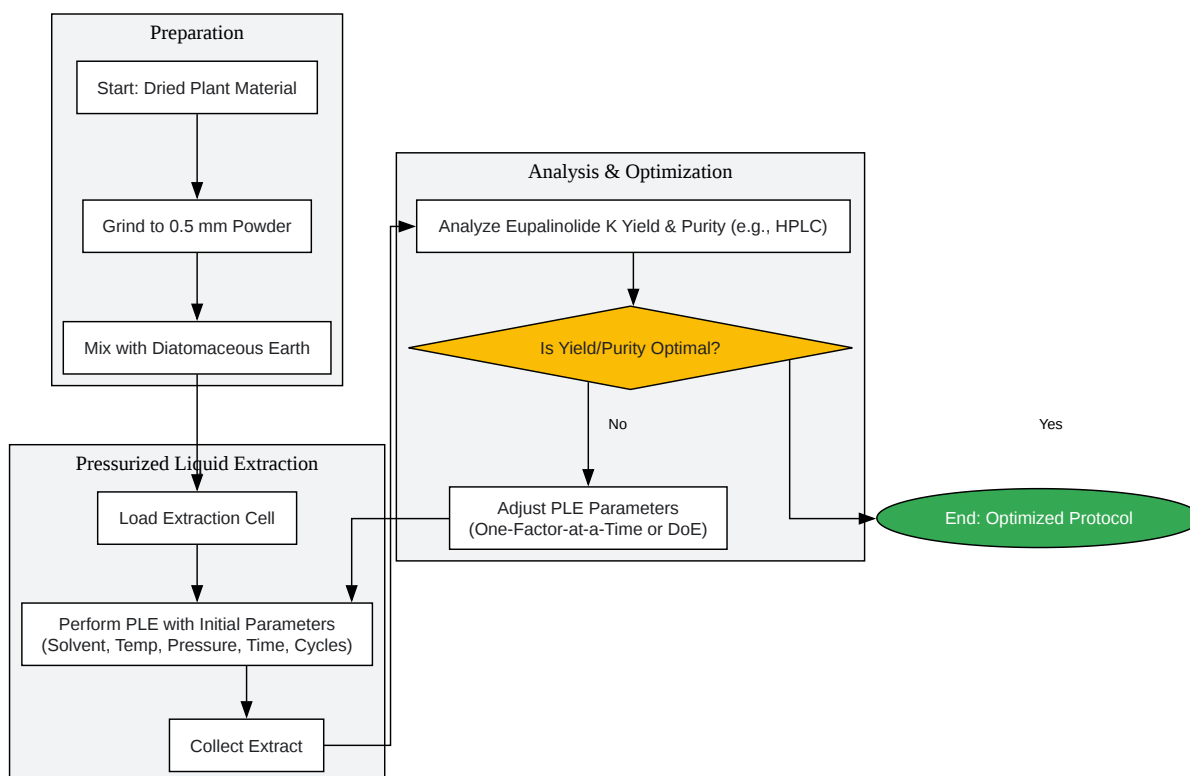 Preparation
Start: Dried Plant Material
Grind to 0.5 mm Powder
Mix with Diatomaceous Earth
Pressurized Liquid Extraction
Load Extraction Cell
Perform PLE with Initial Parameters
(Solvent, Temp, Pressure, Time, Cycles)
Collect Extract
Analysis & Optimization
Analyze Eupalinolide K Yield & Purity (e.g., HPLC)
Is Yield/Purity Optimal?
No
Adjust PLE Parameters
(One-Factor-at-a-Time or DoE)
Yes
End: Optimized Protocol